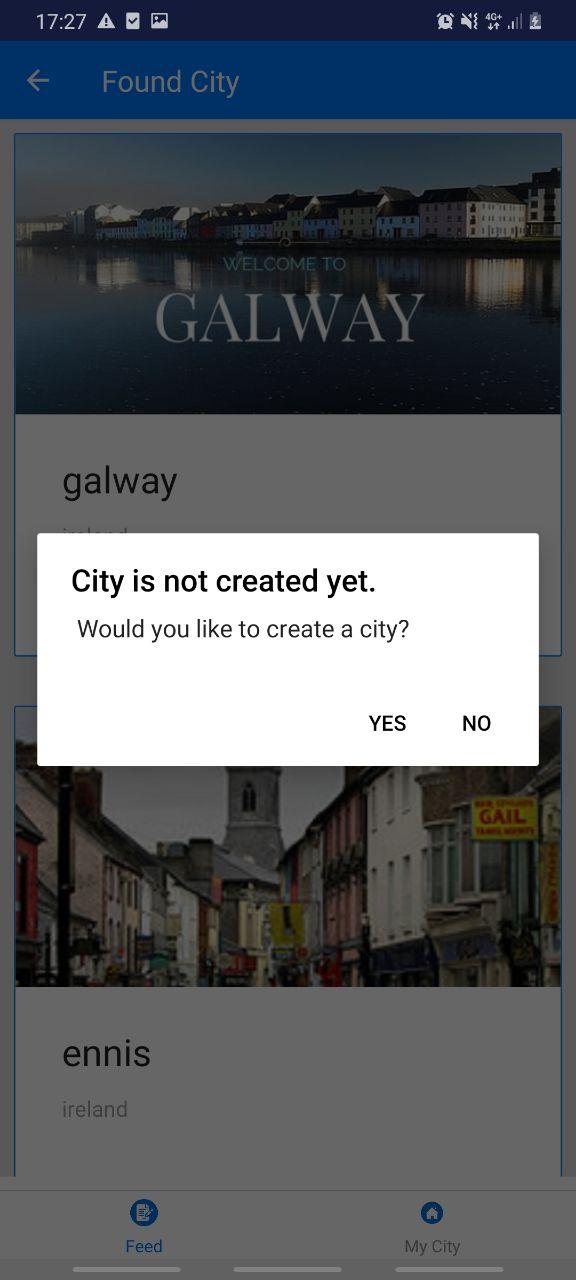 17:27
4G+
Found City
WELCOME TO
GALWAY
galway
City is not created yet.
Would you like to create a city?
YES
NO
GAIL
ennis
ireland
Feed
My City